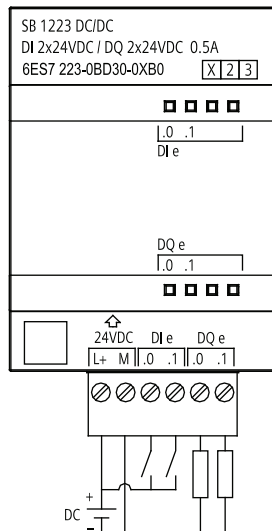 SB 1223 DC/DC
DI 2x24VDC / DQ 2x24VDC 0.5A
6ES7 223-0BD30-0XB0 X 2 3
.0 .1
DI e
DQ e
.0 .1
24VDC DI e DQ e
L+ M .0 .1 .0 .1
+
DC
−